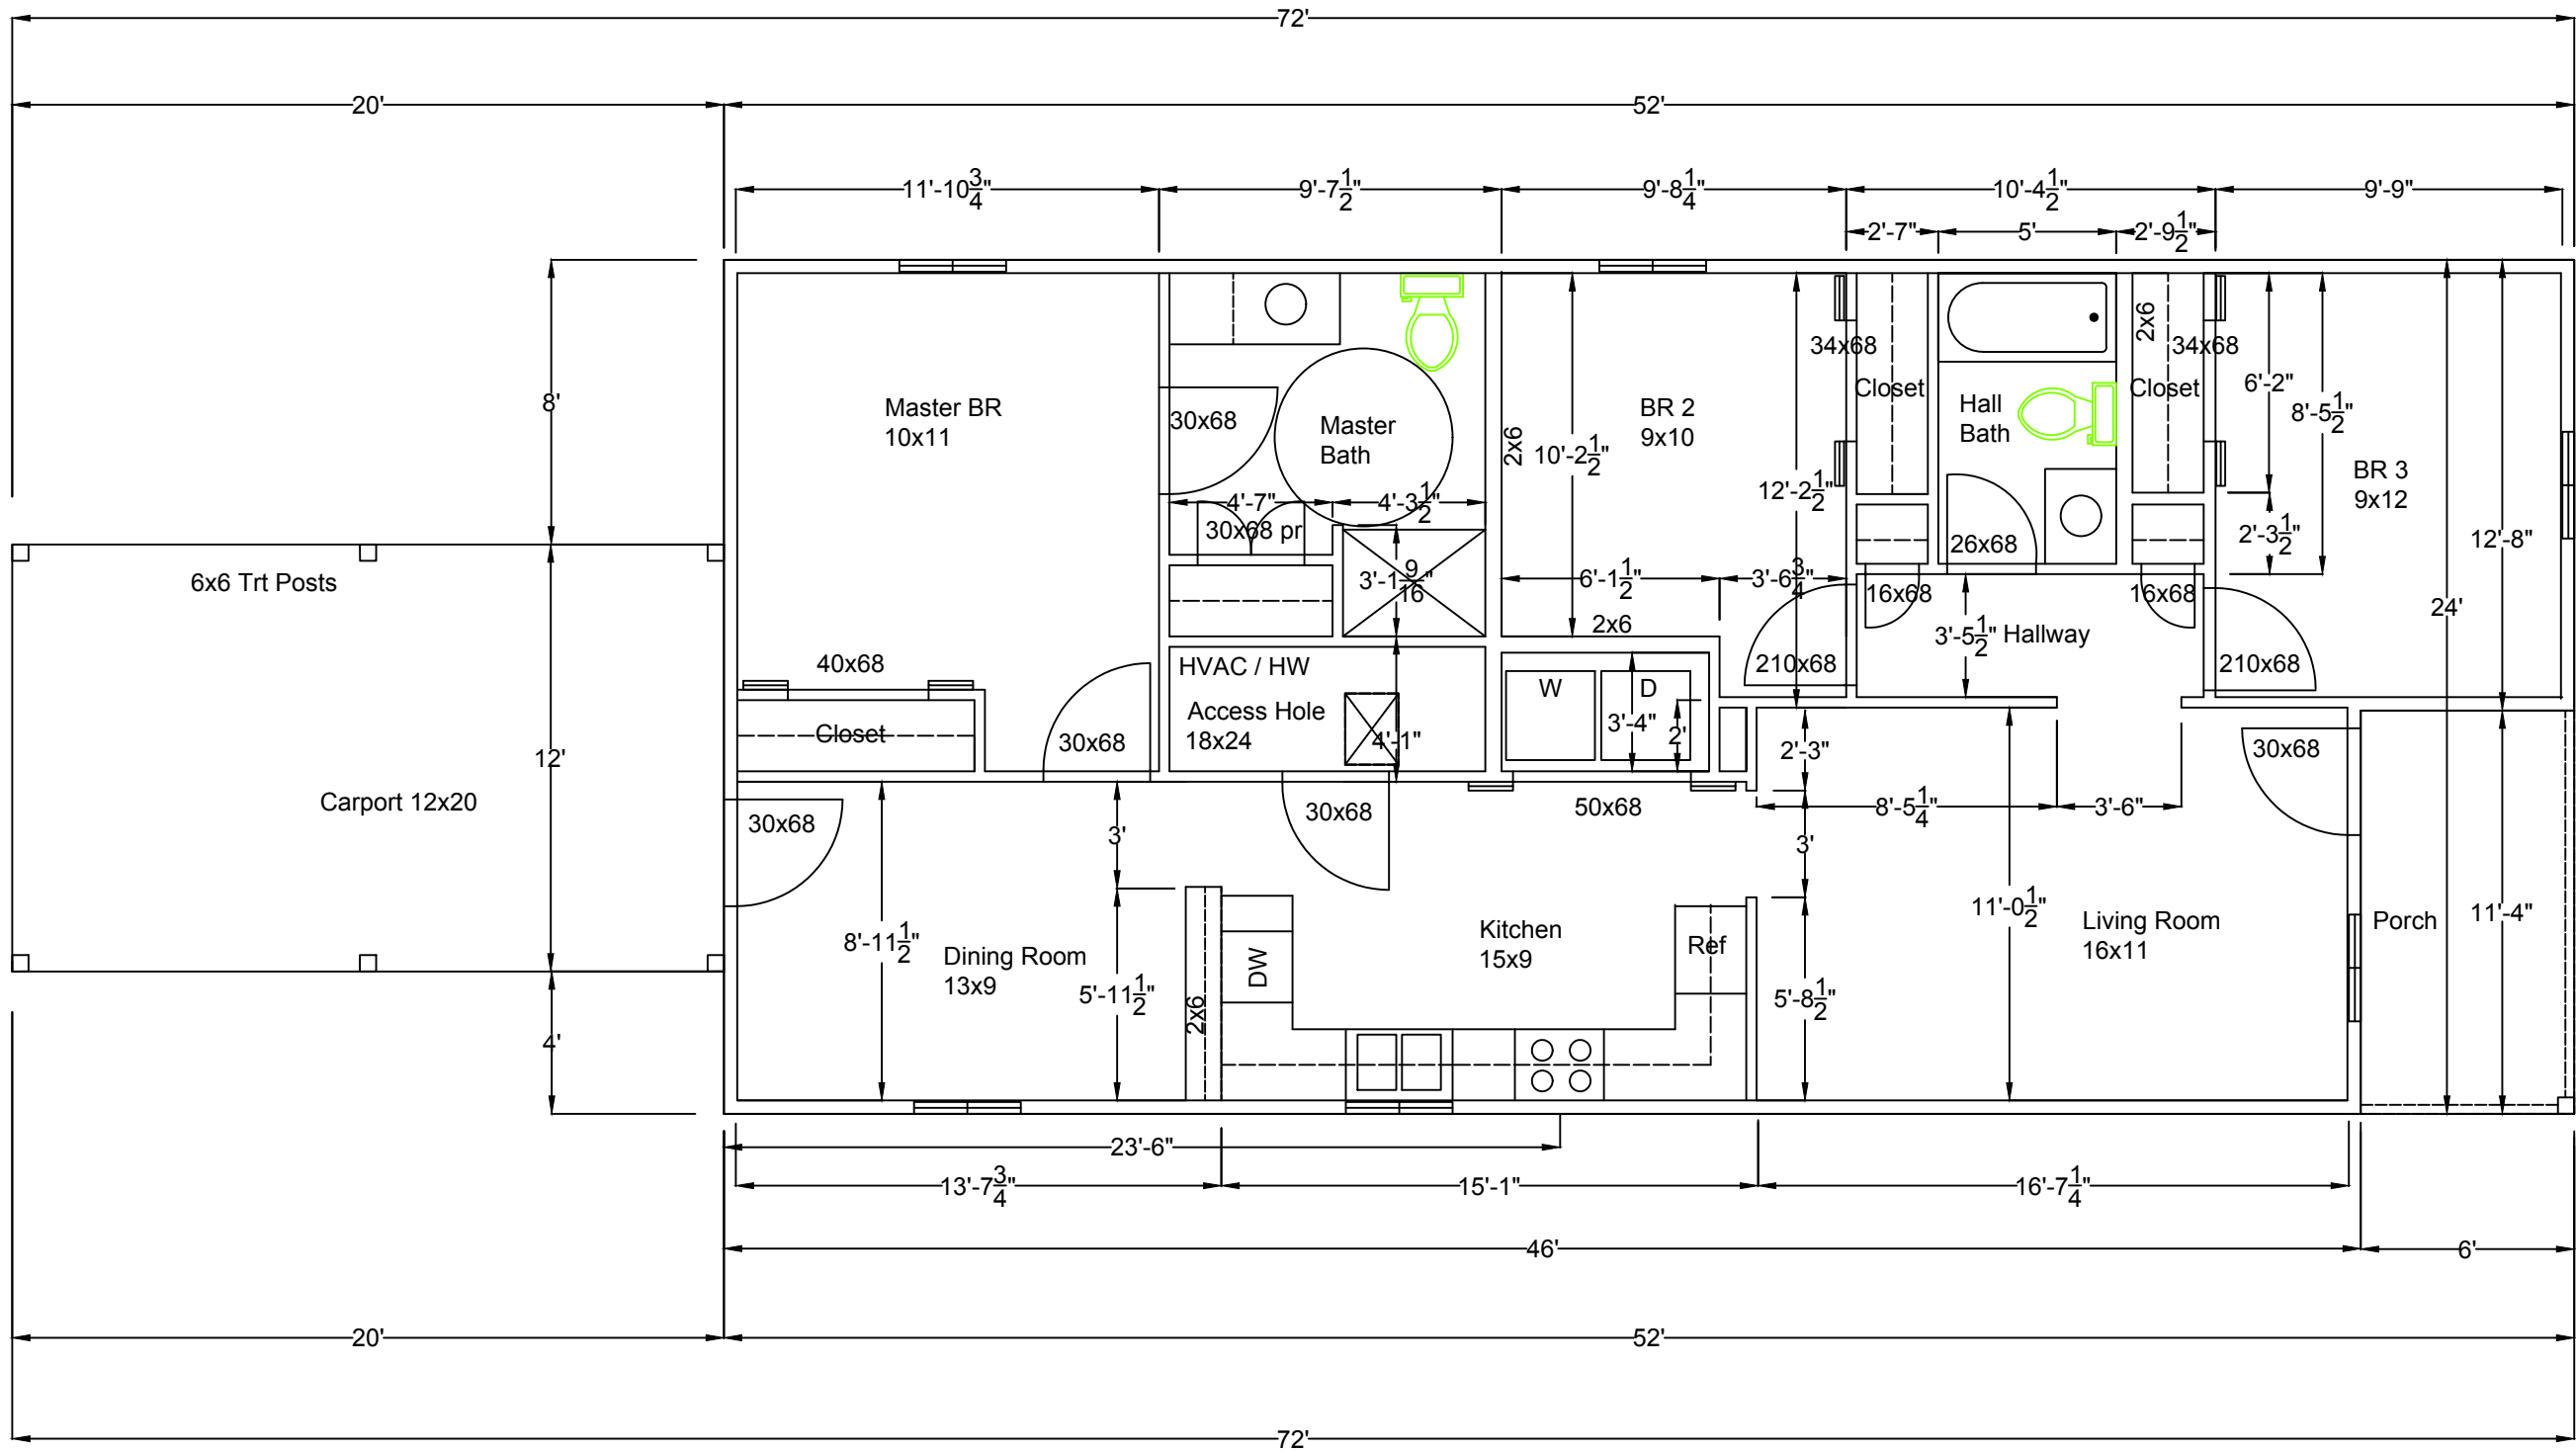 72'
20'
52'
11'-10 3/4"
9'-7 1/2"
9'-8 1/4"
10'-4 1/2"
9'-9"
2'-7"
5'
2'-9 1/2"
8'
12'
4'
6x6 Trt Posts
Carport 12x20
Master BR
10x11
30x68
Master
Bath
4'-7"
4'-3 1/2"
30x68 pr
3'-1 9/16"
2x6
10'-2 1/2"
BR 2
9x10
12'-2 1/2"
6'-1 1/2"
3'-6 3/4"
2x6
34x68
Closet
Hall
Bath
26x68
2x6
34x68
Closet
6'-2"
8'-5 1/2"
2'-3 1/2"
BR 3
9x12
12'-8"
24'
16x68
16x68
3'-5 1/2"
Hallway
210x68
210x68
40x68
Closet
30x68
HVAC / HW
Access Hole
18x24
4'-1"
W
D
3'-4"
2'
2'-3"
30x68
30x68
3'
30x68
50x68
8'-5 1/4"
3'-6"
3'
8'-11 1/2"
Dining Room
13x9
5'-11 1/2"
2x6
DW
Kitchen
15x9
Ref
5'-8 1/2"
11'-0 1/2"
Living Room
16x11
Porch
11'-4"
23'-6"
13'-7 3/4"
15'-1"
16'-7 1/4"
46'
6'
20'
52'
72'